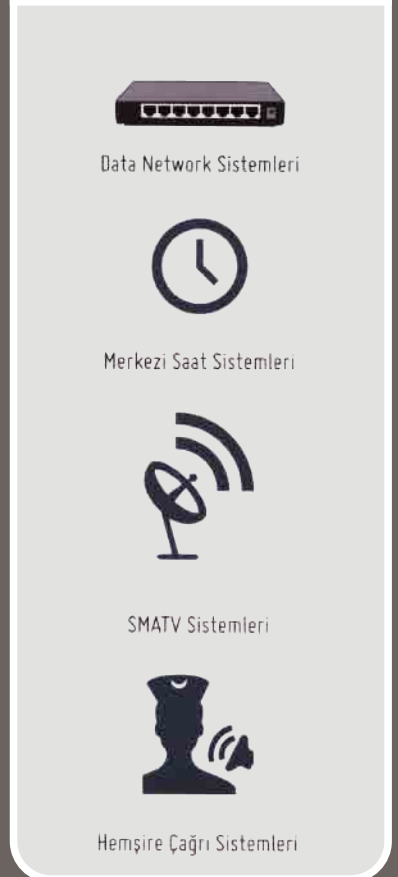 Data Network Sistemleri
Merkezi Saat Sistemleri
SMATV Sistemleri
Hemşire Çağrı Sistemleri